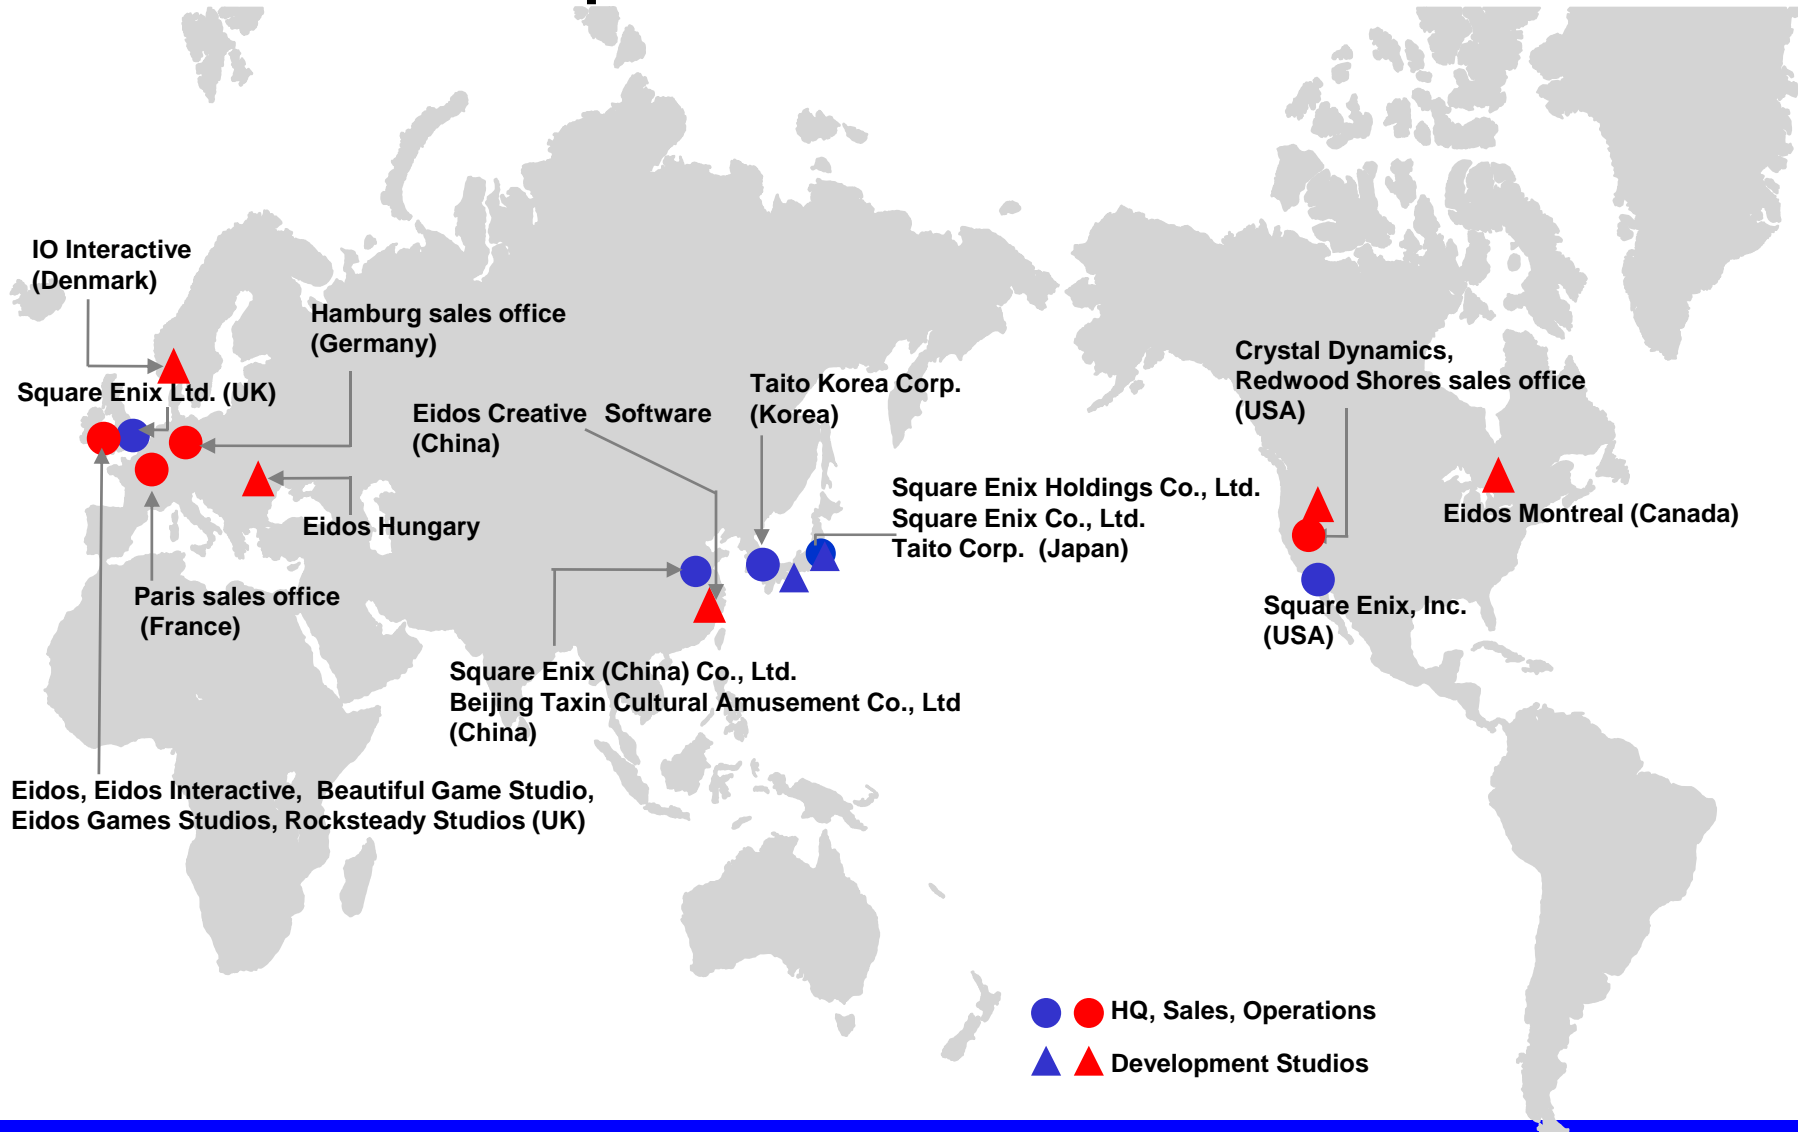 IO Interactive
(Denmark)
Hamburg sales office
(Germany)
Square Enix Ltd. (UK)
Eidos Creative Software
(China)
Taito Korea Corp.
(Korea)
Crystal Dynamics,
Redwood Shores sales office
(USA)
Square Enix Holdings Co., Ltd.
Square Enix Co., Ltd.
Taito Corp. (Japan)
Eidos Montreal (Canada)
Eidos Hungary
Paris sales office
(France)
Square Enix, Inc.
(USA)
Square Enix (China) Co., Ltd.
Beijing Taxin Cultural Amusement Co., Ltd
(China)
Eidos, Eidos Interactive, Beautiful Game Studio,
Eidos Games Studios, Rocksteady Studios (UK)
HQ, Sales, Operations
Development Studios